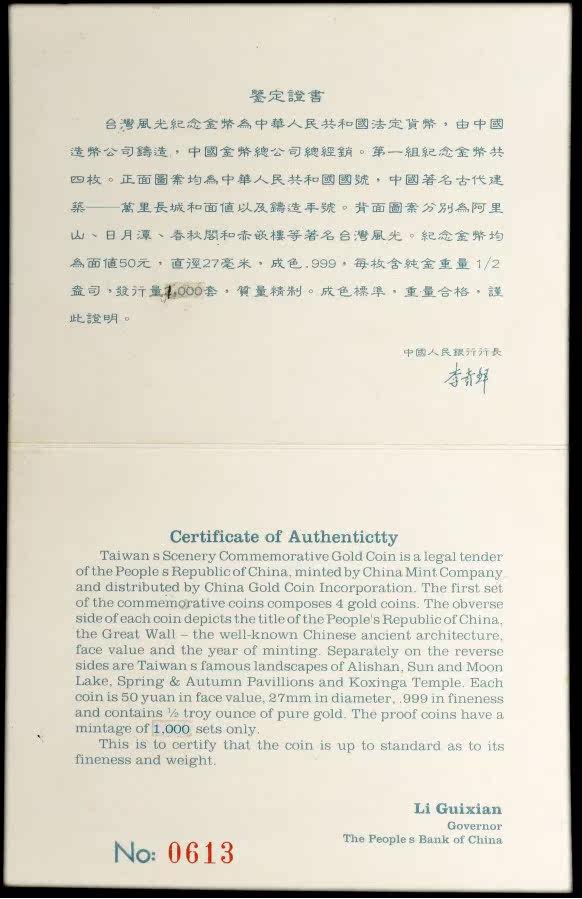 鑒定證書
台灣風光紀念金幣為中華人民共和國法定貨幣，由中國
造幣公司鑄造，中國金幣總公司總經銷。第一組紀念金幣共
四枚。正面圖案均為中華人民共和國國號，中國著名古代建
築——萬里長城和面值以及鑄造年號。背面圖案分別為阿里
山、日月潭、春秋閣和赤嵌樓等著名台灣風光。紀念金幣均
為面值50元，直徑27毫米，成色.999，每枚含純金重量1/2
盎司，發行量1,000套，質量精制。成色標準，重量合格，謹
此證明。
中國人民銀行行長
李貴鮮
Certificate of Authentictty
Taiwan s Scenery Commemorative Gold Coin is a legal tender
of the People s Republic of China, minted by China Mint Company
and distributed by China Gold Coin Incorporation. The first set
of the commemorative coins composes 4 gold coins. The obverse
side of each coin depicts the title of the People's Republic of China,
the Great Wall – the well-known Chinese ancient architecture,
face value and the year of minting. Separately on the reverse
sides are Taiwan s famous landscapes of Alishan, Sun and Moon
Lake, Spring & Autumn Pavillions and Koxinga Temple. Each
coin is 50 yuan in face value, 27mm in diameter, .999 in fineness
and contains ½ troy ounce of pure gold. The proof coins have a
mintage of 1,000 sets only.
This is to certify that the coin is up to standard as to its
fineness and weight.
Li Guixian
Governor
The People s Bank of China
No: 0613